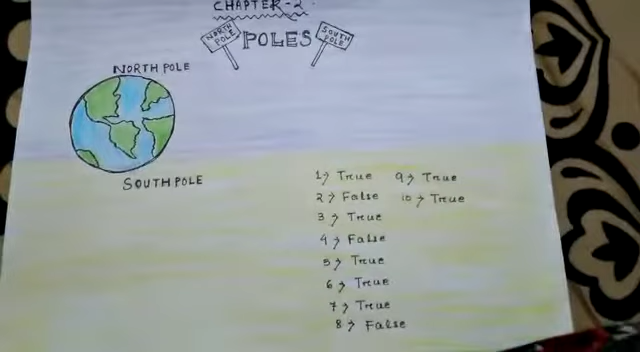 CHAPTER-2
NORTH POLE
POLES
SOUTH POLE
NORTH POLE
SOUTH POLE
1) True 9) True
2) False 10) True
3) True
4) False
5) True
6) True
7) True
8) False